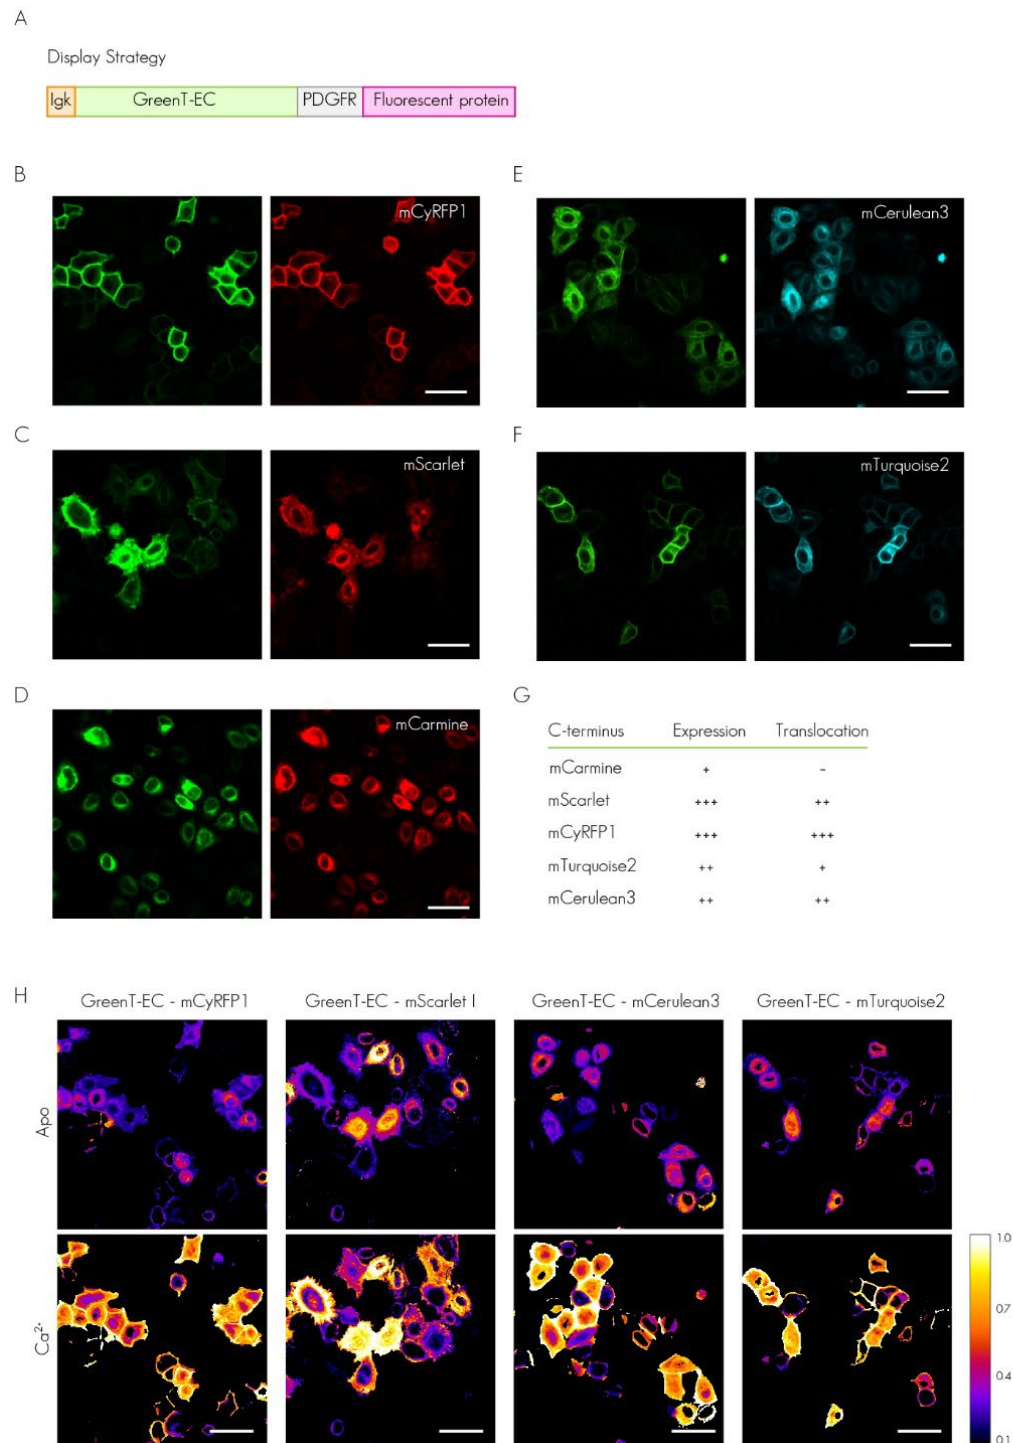 A
Display Strategy
Igk GreenT-EC PDGFR Fluorescent protein
B
mCyRFP1
E
mCerulean3
C
mScarlet
F
mTurquoise2
D
mCarmine
G
C-terminus Expression Translocation
mCarmine + -
mScarlet +++ ++
mCyRFP1 +++ +++
mTurquoise2 ++ +
mCerulean3 ++ ++
H
GreenT-EC - mCyRFP1 GreenT-EC - mScarlet I GreenT-EC - mCerulean3 GreenT-EC - mTurquoise2
Apo
Ca²⁻
1.0
0.7
0.4
0.1